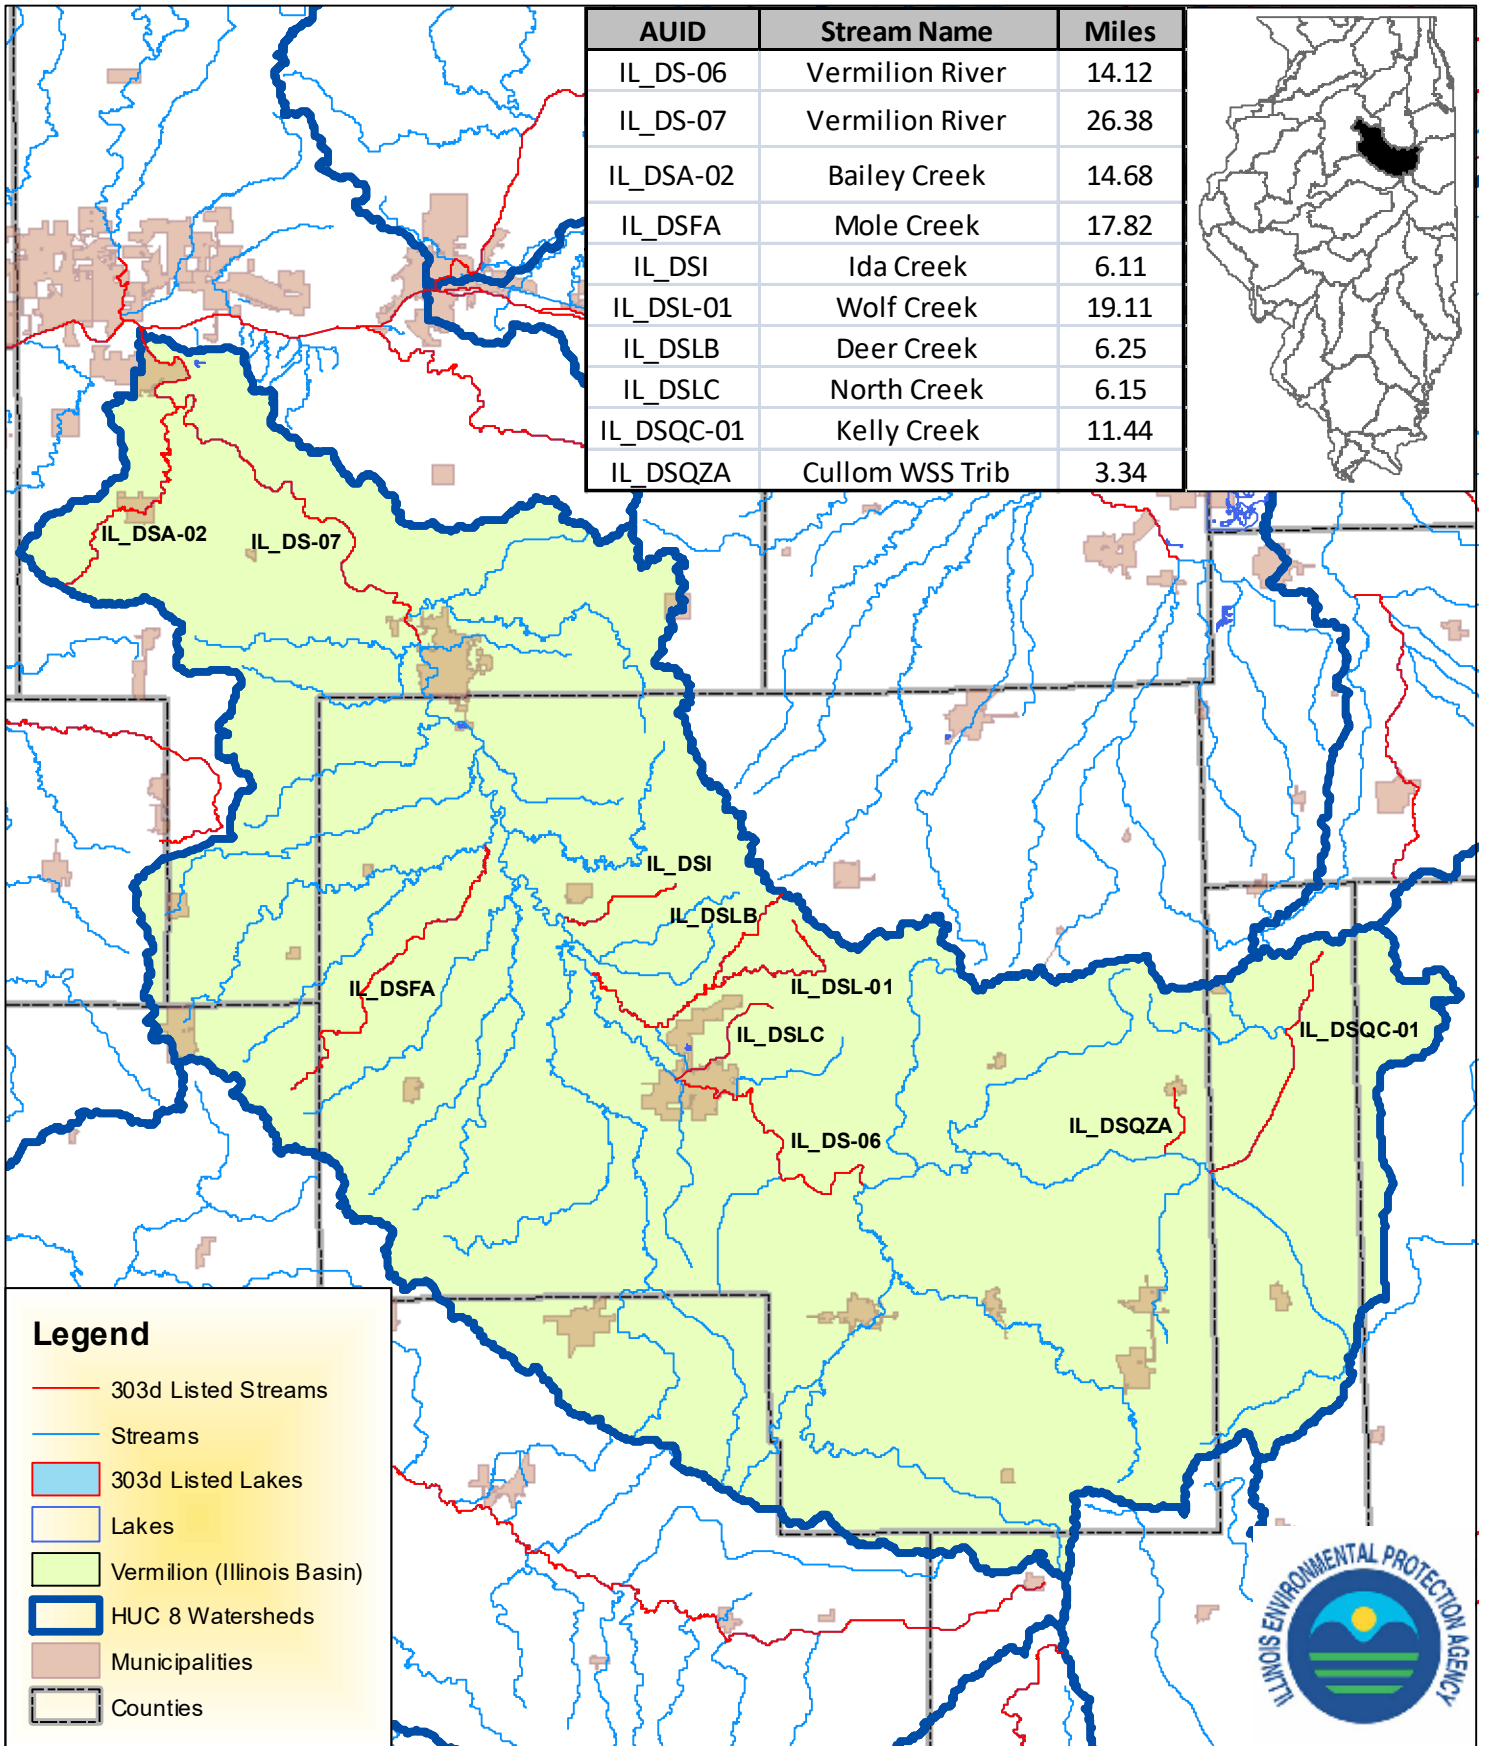 AUID Stream Name Miles
IL_DS-06 Vermilion River 14.12
IL_DS-07 Vermilion River 26.38
IL_DSA-02 Bailey Creek 14.68
IL_DSFA Mole Creek 17.82
IL_DSI Ida Creek 6.11
IL_DSL-01 Wolf Creek 19.11
IL_DSLB Deer Creek 6.25
IL_DSLC North Creek 6.15
IL_DSQC-01 Kelly Creek 11.44
IL_DSQZA Cullom WSS Trib 3.34
IL_DSA-02
IL_DS-07
IL_DSI
IL_DSLB
IL_DSFA
IL_DSL-01
IL_DSLC
IL_DSQC-01
IL_DSQZA
IL_DS-06
Legend
303d Listed Streams
Streams
303d Listed Lakes
Lakes
Vermilion (Illinois Basin)
HUC 8 Watersheds
Municipalities
Counties
ILLINOIS ENVIRONMENTAL PROTECTION AGENCY